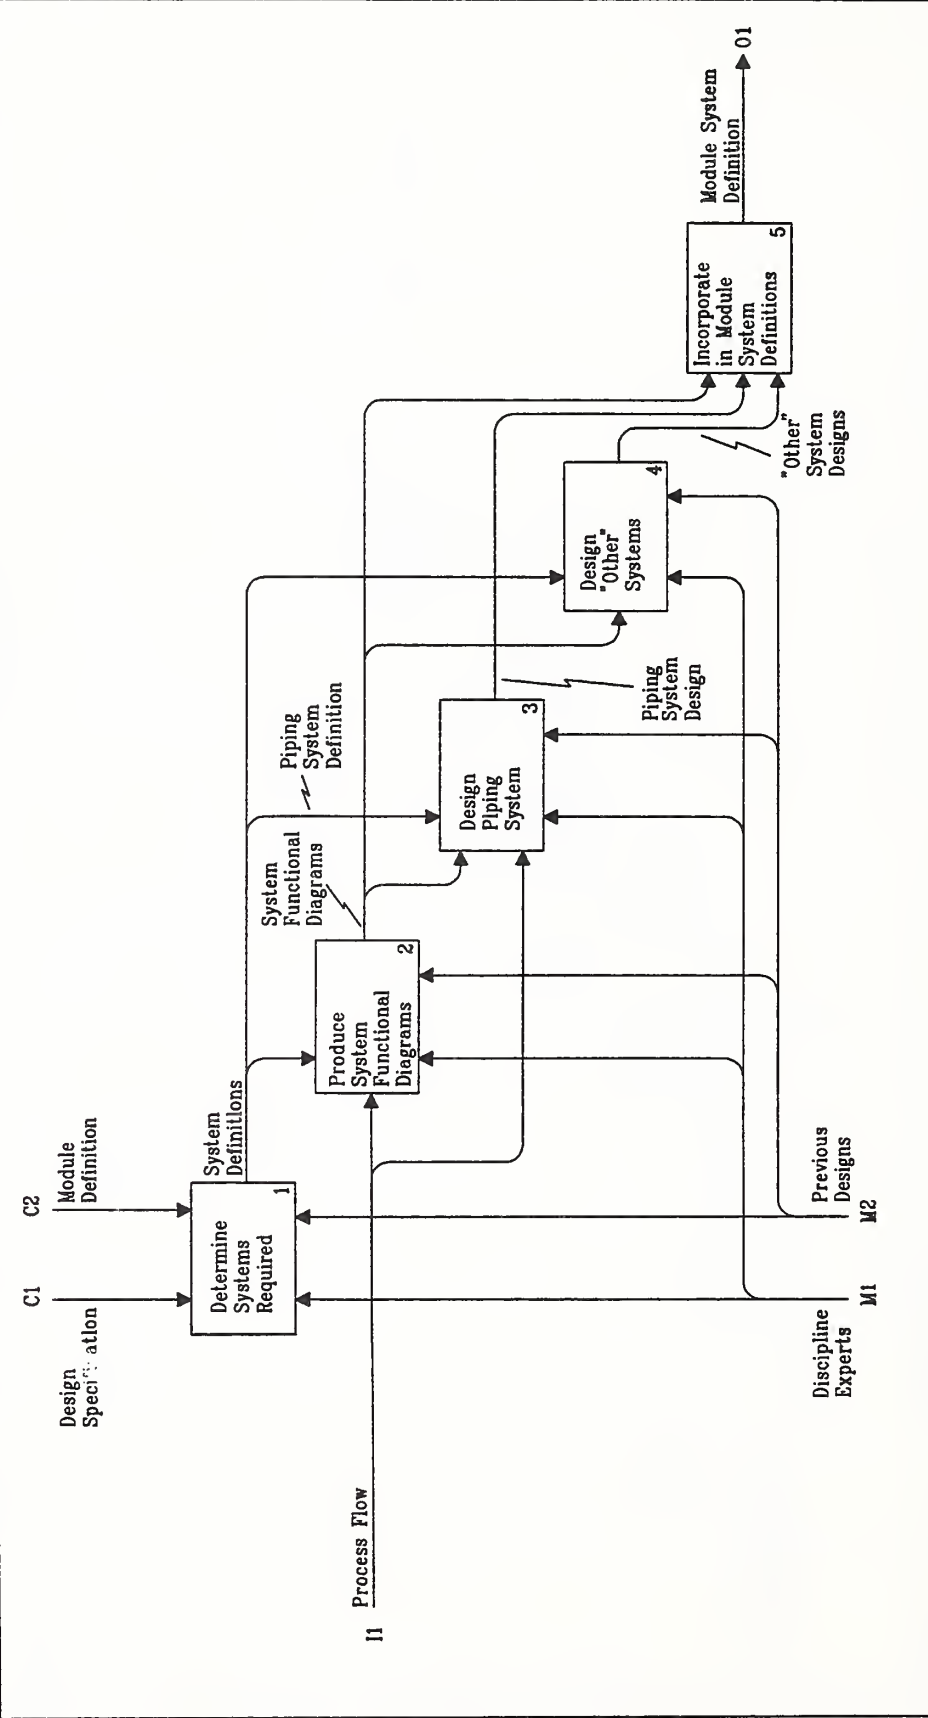 C1
C2
Design
Module
Definition
Determine
Systems
Required
1
System
Definitions
I1
Process Flow
Produce
System
Functional
Diagrams
2
System
Functional
Diagrams
Piping
System
Definition
Design
Piping
System
3
Piping
System
Design
Design
"Other"
Systems
4
"Other"
System
Designs
Incorporate
in Module
System
Definitions
5
Module System
Definition
O1
Discipline
Experts
M1
Previous
Designs
M2